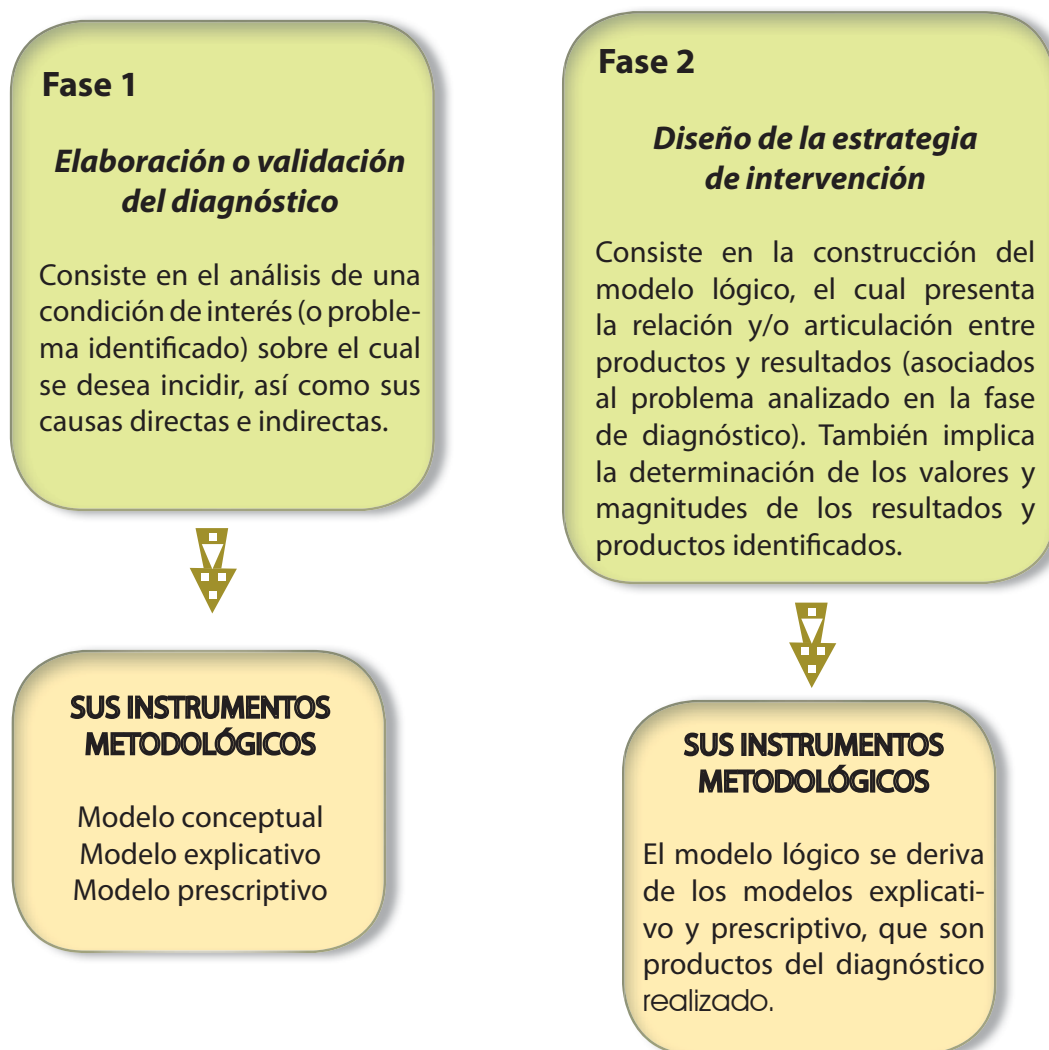 Fase 1
Elaboración o validación
del diagnóstico
Consiste en el análisis de una
condición de interés (o proble-
ma identificado) sobre el cual
se desea incidir, así como sus
causas directas e indirectas.
SUS INSTRUMENTOS
METODOLÓGICOS
Modelo conceptual
Modelo explicativo
Modelo prescriptivo
Fase 2
Diseño de la estrategia
de intervención
Consiste en la construcción del
modelo lógico, el cual presenta
la relación y/o articulación entre
productos y resultados (asociados
al problema analizado en la fase
de diagnóstico). También implica
la determinación de los valores y
magnitudes de los resultados y
productos identificados.
SUS INSTRUMENTOS
METODOLÓGICOS
El modelo lógico se deriva
de los modelos explicati-
vo y prescriptivo, que son
productos del diagnóstico
realizado.